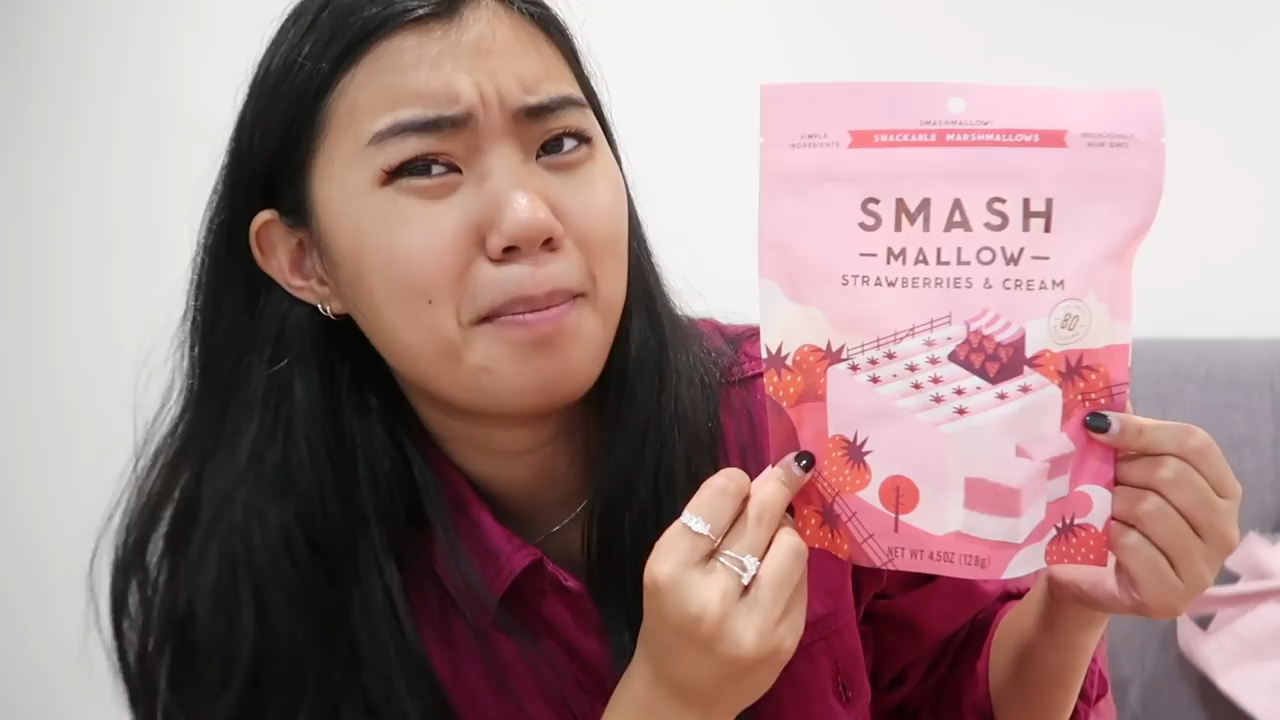 SMASHMALLOW®
SIMPLE
INGREDIENTS
SNACKABLE MARSHMALLOWS
DELICIOUSLY
NON-GMO
SMASH
—MALLOW—
STRAWBERRIES & CREAM
80
NET WT 4.5OZ (128g)